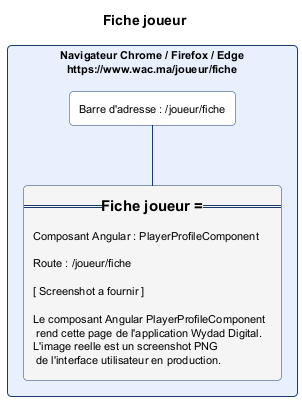 Fiche joueur
Navigateur Chrome / Firefox / Edge
https://www.wac.ma/joueur/fiche
Barre d'adresse : /joueur/fiche
Fiche joueur =
Composant Angular : PlayerProfileComponent
Route : /joueur/fiche
[ Screenshot a fournir ]
Le composant Angular PlayerProfileComponent
rend cette page de l'application Wydad Digital.
L'image reelle est un screenshot PNG
de l'interface utilisateur en production.